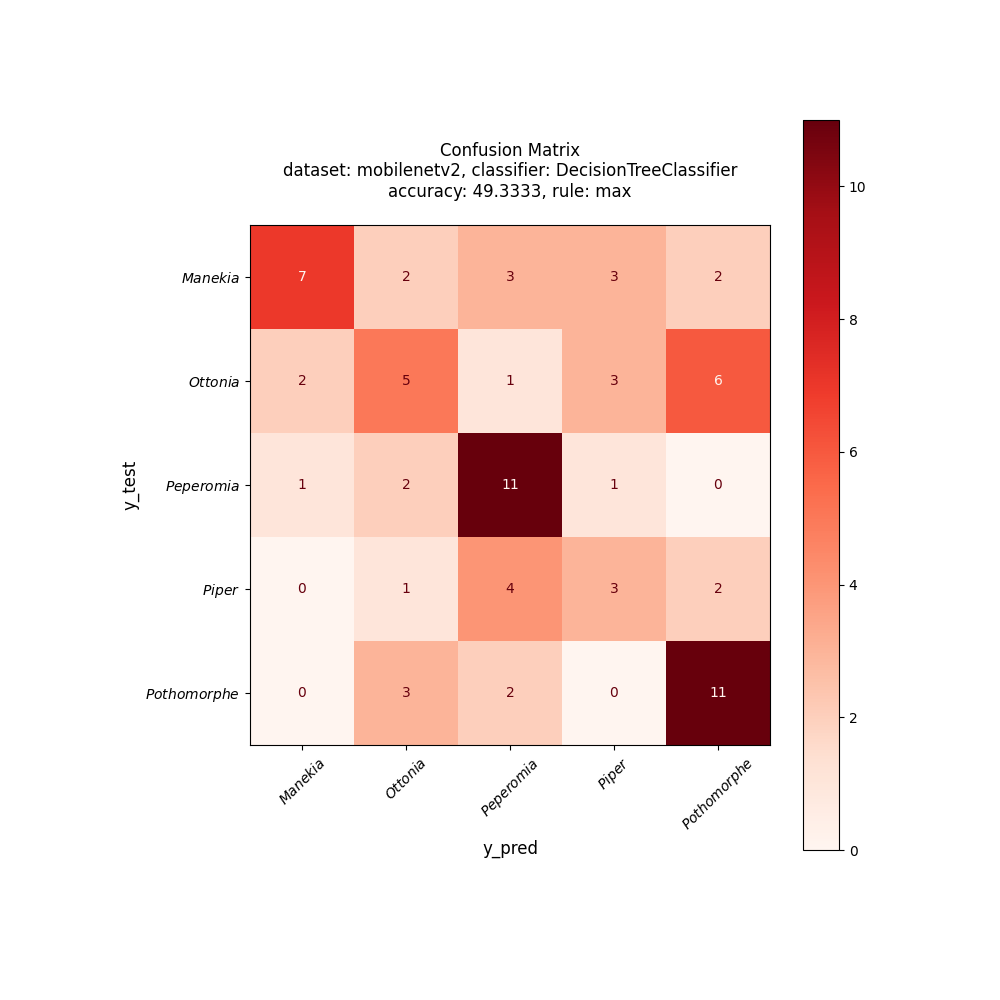 Confusion Matrix
dataset: mobilenetv2, classifier: DecisionTreeClassifier
accuracy: 49.3333, rule: max
Manekia 7 2 3 3 2
Ottonia 2 5 1 3 6
Peperomia 1 2 11 1 0
Piper 0 1 4 3 2
Pothomorphe 0 3 2 0 11
Manekia Ottonia Peperomia Piper Pothomorphe
y_pred
y_test
10
8
6
4
2
0